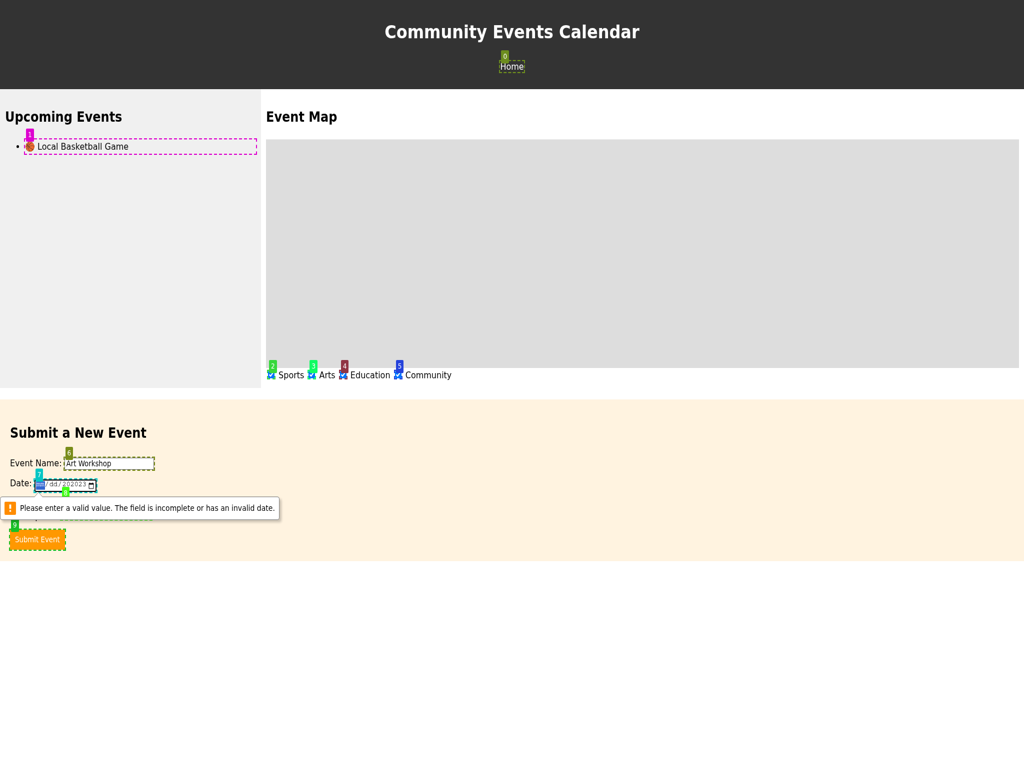 Community Events Calendar
0
Home
Upcoming Events
1
• 🏀 Local Basketball Game
Event Map
2 3 4 5
Sports Arts Education Community
Submit a New Event
6
Event Name: Art Workshop
7
Date: /dd/202023
8
! Please enter a valid value. The field is incomplete or has an invalid date.
9
Submit Event